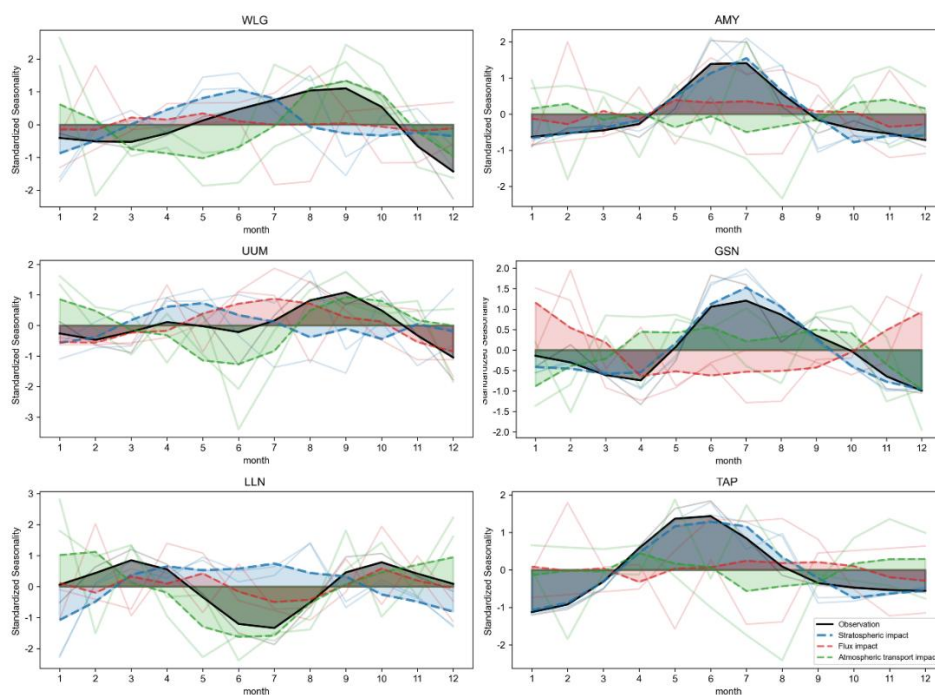 WLG
Standardized Seasonality
2
1
0
-1
-2
1 2 3 4 5 6 7 8 9 10 11 12
month
AMY
Standardized Seasonality
2
1
0
-1
-2
1 2 3 4 5 6 7 8 9 10 11 12
month
UUM
Standardized Seasonality
2
1
0
-1
-2
-3
1 2 3 4 5 6 7 8 9 10 11 12
month
GSN
Standardized Seasonality
2.0
1.5
1.0
0.5
0.0
-0.5
-1.0
-1.5
-2.0
1 2 3 4 5 6 7 8 9 10 11 12
month
LLN
Standardized Seasonality
3
2
1
0
-1
-2
1 2 3 4 5 6 7 8 9 10 11 12
month
TAP
Standardized Seasonality
2
1
0
-1
-2
1 2 3 4 5 6 7 8 9 10 11 12
month
Observation
Stratospheric impact
Flux impact
Atmospheric transport impact